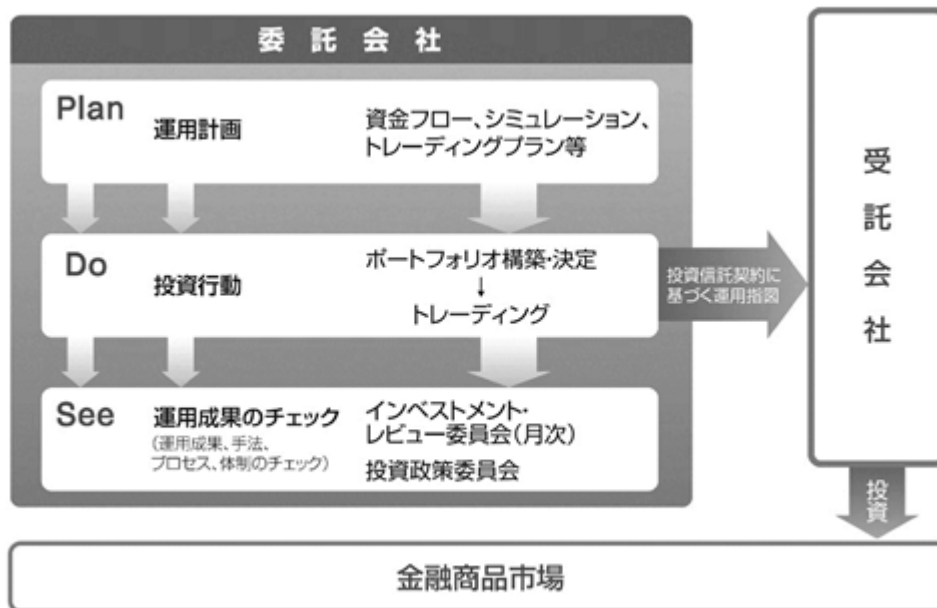 委託会社
Plan
運用計画
資金フロー、シミュレーション、
トレーディングプラン等
Do
投資行動
ポートフォリオ構築・決定
↓
トレーディング
投資信託契約に
基づく運用指図
See
運用成果のチェック
(運用成果、手法、
プロセス、体制のチェック)
インベストメント・
レビュー委員会(月次)
投資政策委員会
受託会社
投資
金融商品市場